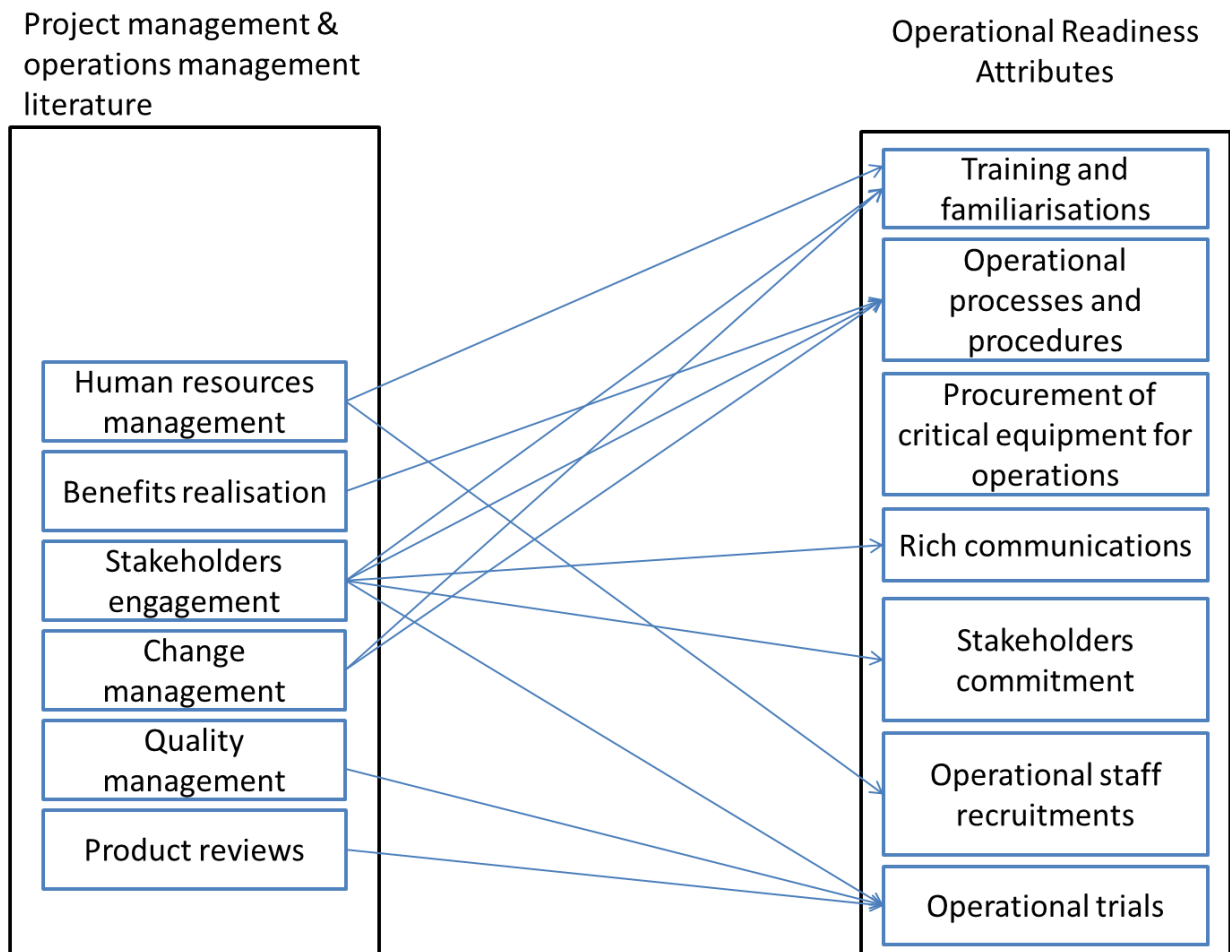 Project management &
operations management
literature
Operational Readiness
Attributes
Human resources
management
Benefits realisation
Stakeholders
engagement
Change
management
Quality
management
Product reviews
Training and
familiarisations
Operational
processes and
procedures
Procurement of
critical equipment for
operations
Rich communications
Stakeholders
commitment
Operational staff
recruitments
Operational trials